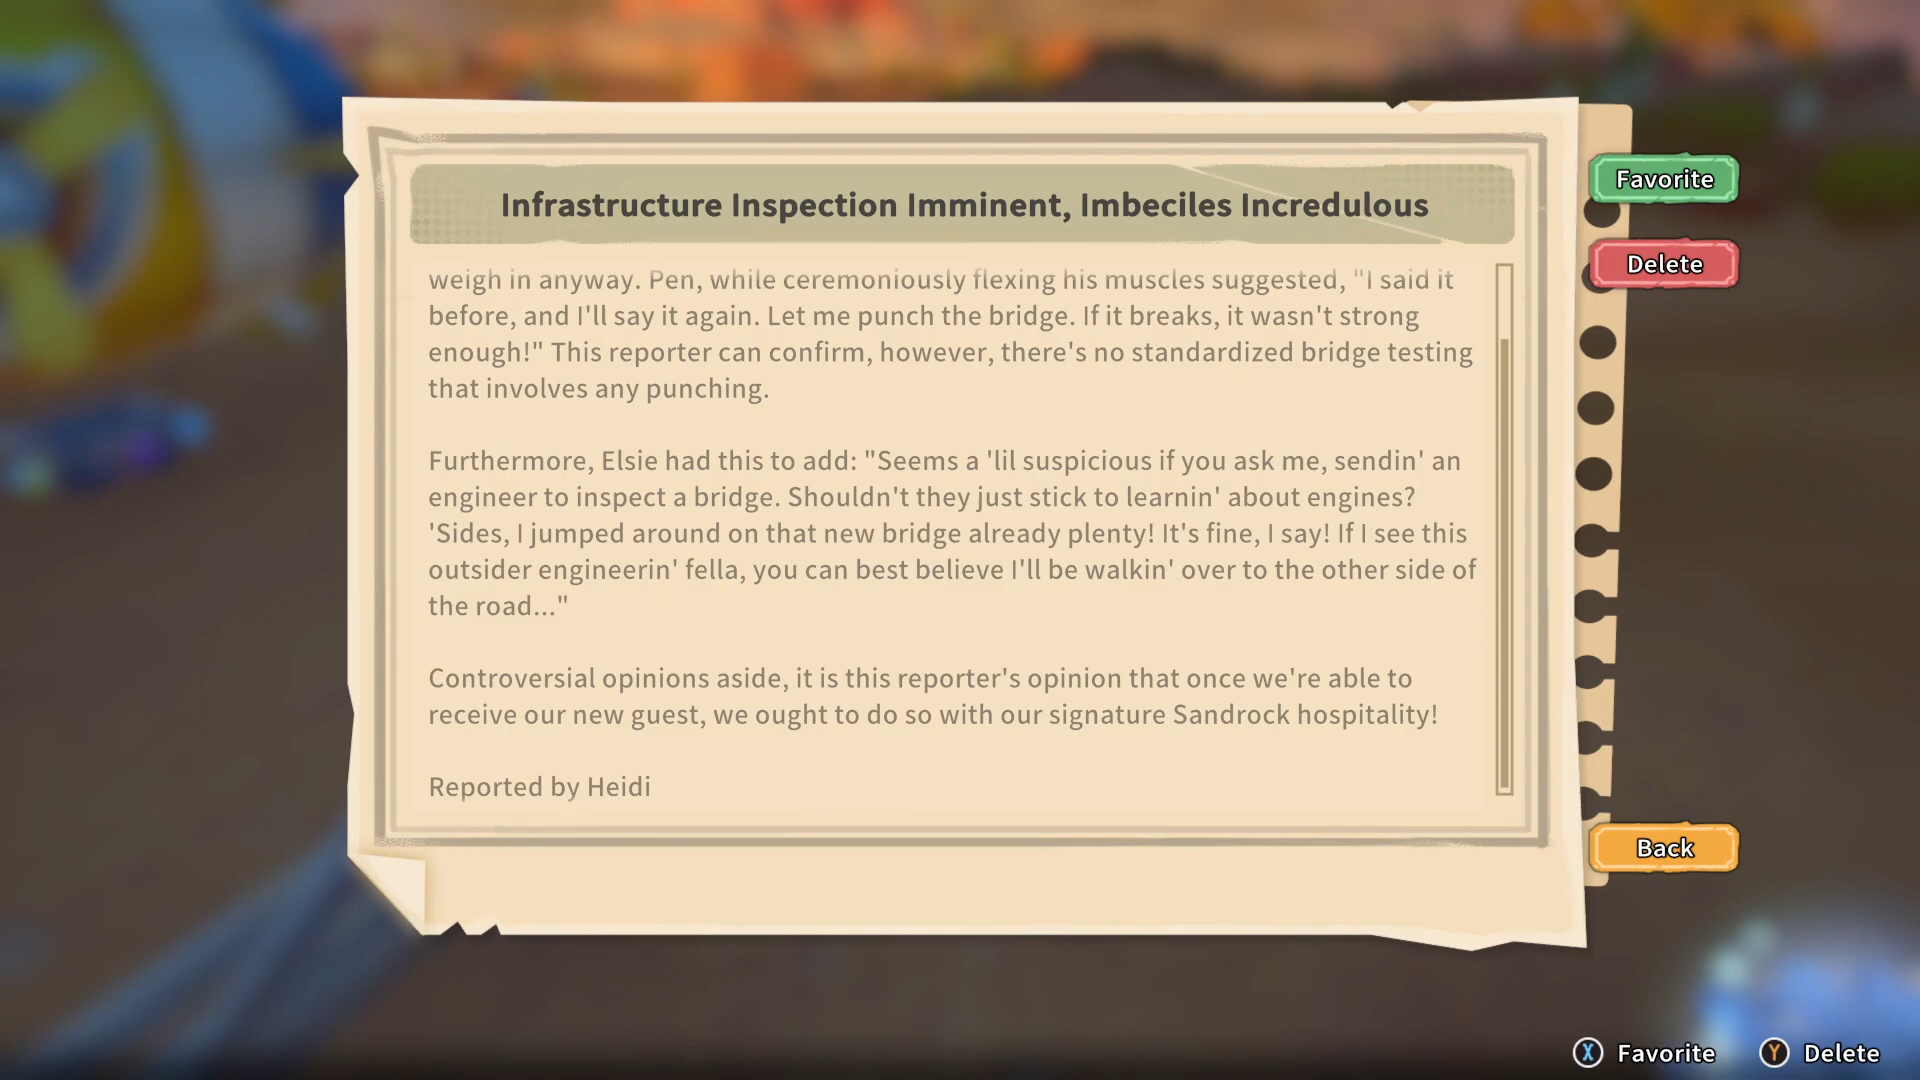 Infrastructure Inspection Imminent, Imbeciles Incredulous
weigh in anyway. Pen, while ceremoniously flexing his muscles suggested, "I said it
before, and I'll say it again. Let me punch the bridge. If it breaks, it wasn't strong
enough!" This reporter can confirm, however, there's no standardized bridge testing
that involves any punching.
Furthermore, Elsie had this to add: "Seems a 'lil suspicious if you ask me, sendin' an
engineer to inspect a bridge. Shouldn't they just stick to learnin' about engines?
'Sides, I jumped around on that new bridge already plenty! It's fine, I say! If I see this
outsider engineerin' fella, you can best believe I'll be walkin' over to the other side of
the road..."
Controversial opinions aside, it is this reporter's opinion that once we're able to
receive our new guest, we ought to do so with our signature Sandrock hospitality!
Reported by Heidi
Favorite
Delete
Back
X Favorite
Y Delete